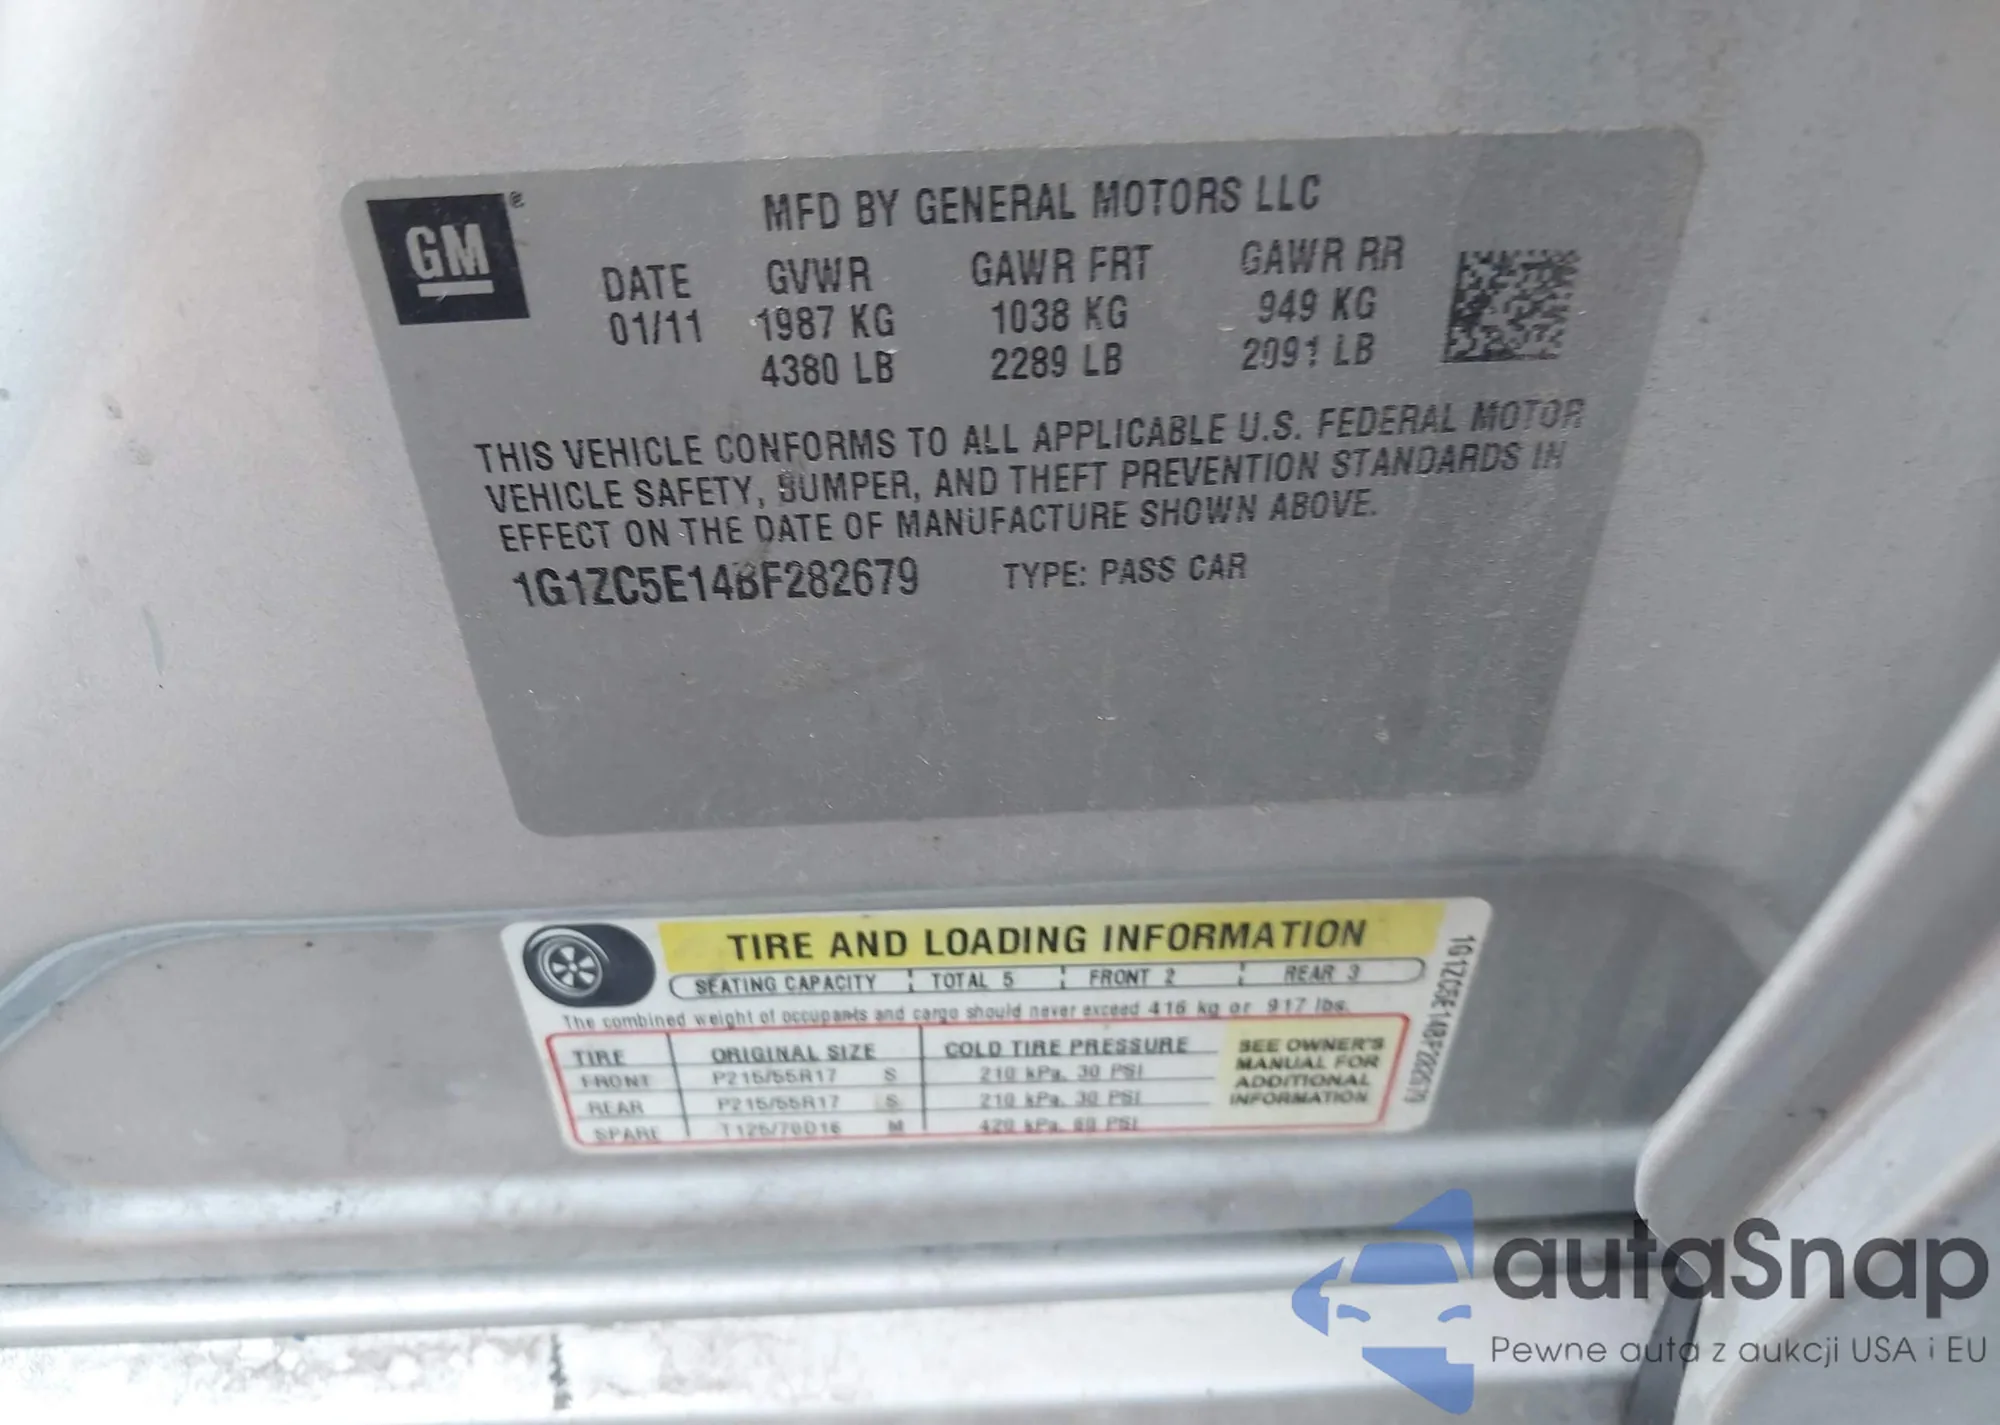 GM
MFD BY GENERAL MOTORS LLC
DATE GVWR GAWR FRT GAWR RR
01/11 1987 KG 1038 KG 949 KG
4380 LB 2289 LB 2091 LB
THIS VEHICLE CONFORMS TO ALL APPLICABLE U.S. FEDERAL MOTOR
VEHICLE SAFETY, BUMPER, AND THEFT PREVENTION STANDARDS IN
EFFECT ON THE DATE OF MANUFACTURE SHOWN ABOVE.
1G1ZC5E14BF282679 TYPE: PASS CAR
TIRE AND LOADING INFORMATION
SEATING CAPACITY TOTAL 5 FRONT 2 REAR 3
The combined weight of occupants and cargo should never exceed 416 kg or 917 lbs.
TIRE ORIGINAL SIZE COLD TIRE PRESSURE
FRONT P215/55R17 S 210 kPa, 30 PSI
REAR P215/55R17 S 210 kPa, 30 PSI
SPARE T125/70D16 M 420 kPa, 60 PSI
SEE OWNER'S
MANUAL FOR
ADDITIONAL
INFORMATION
1G1ZC5E14BF282679
autaSnap
Pewne auta z aukcji USA i EU